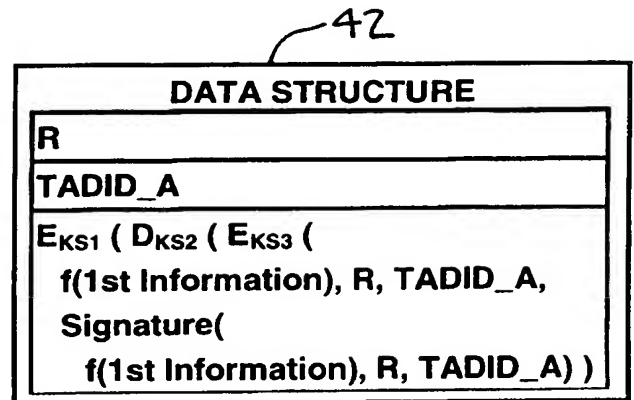 42
DATA STRUCTURE
R
TADID_A
EKS1 ( DKS2 ( EKS3 (
f(1st Information), R, TADID_A,
Signature(
f(1st Information), R, TADID_A) )